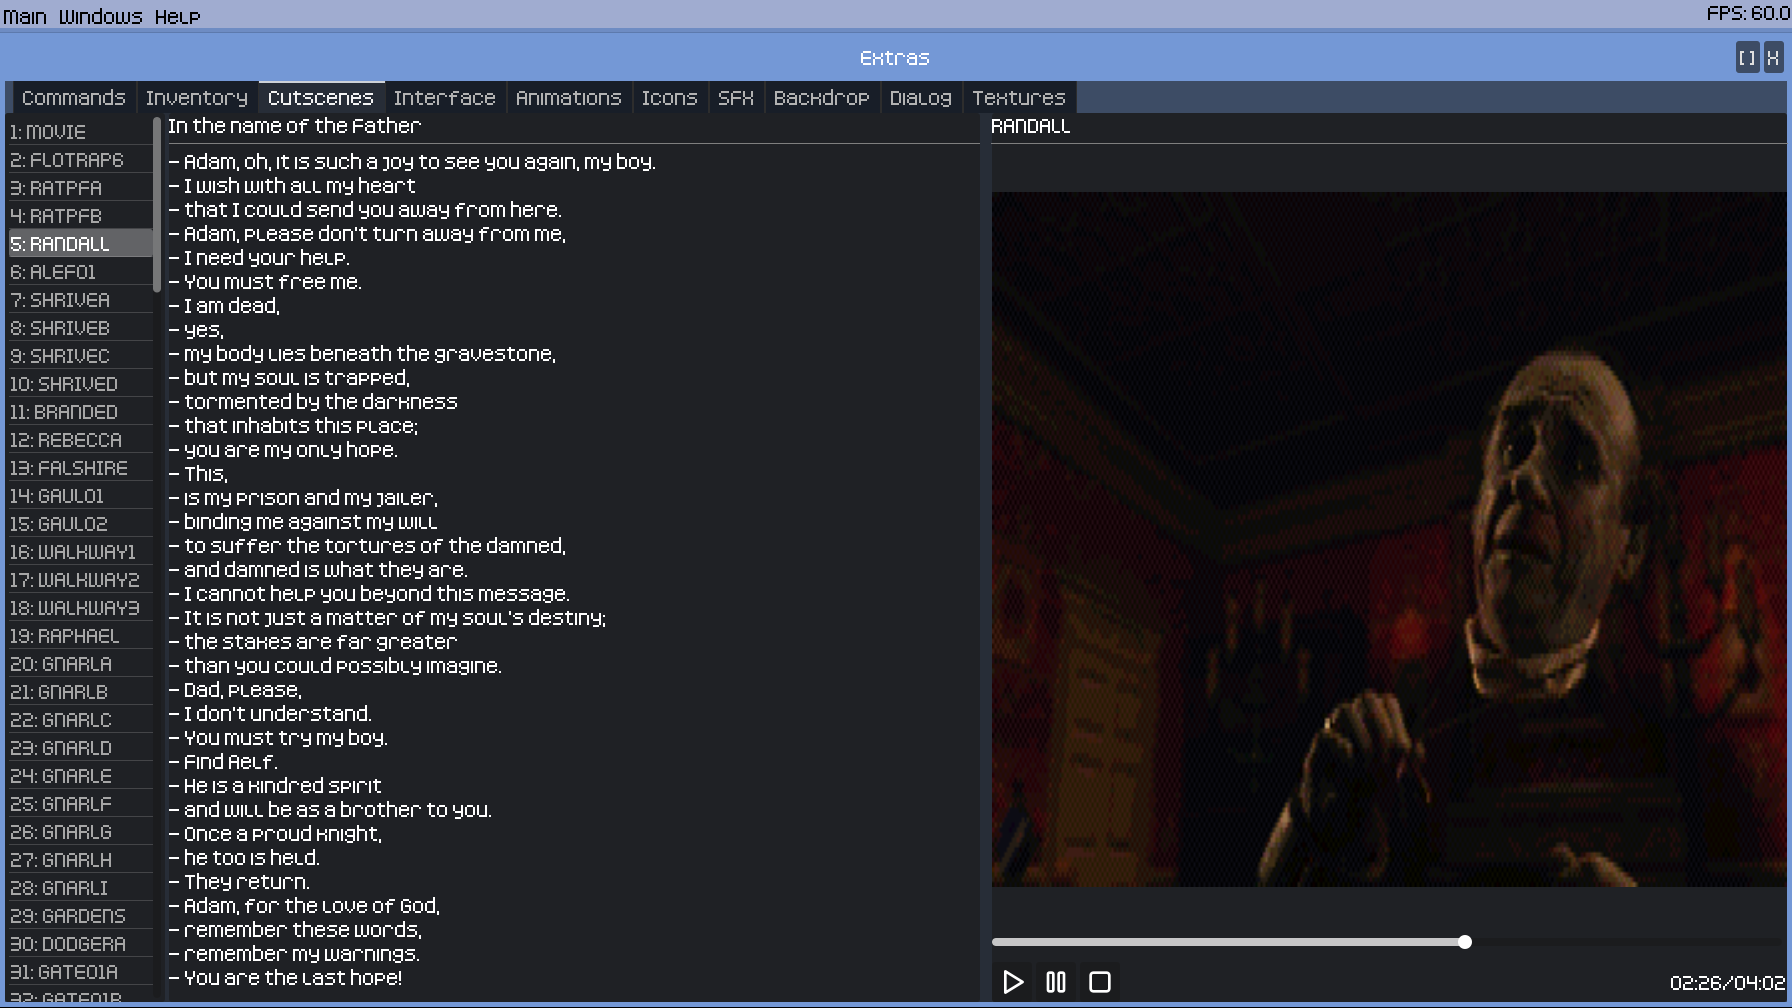 Main Windows Help
FPS: 60.0
Extras
[] X
Commands Inventory Cutscenes Interface Animations Icons SFX Backdrop Dialog Textures
1: MOVIE
2: FLOTRAP6
3: RATPFA
4: RATPFB
5: RANDALL
6: ALEF01
7: SHRIVEA
8: SHRIVEB
9: SHRIVEC
10: SHRIVED
11: BRANDED
12: REBECCA
13: FALSHIRE
14: GAUL01
15: GAUL02
16: WALKWAY1
17: WALKWAY2
18: WALKWAY3
19: RAPHAEL
20: GNARLA
21: GNARLB
22: GNARLC
23: GNARLD
24: GNARLE
25: GNARLF
26: GNARLG
27: GNARLH
28: GNARLI
29: GARDENS
30: DODGERA
31: GATE01A
32: GATE01B
In the name of the Father
- Adam, oh, it is such a joy to see you again, my boy.
- I wish with all my heart
- that I could send you away from here.
- Adam, please don't turn away from me,
- I need your help.
- You must free me.
- I am dead,
- yes,
- my body lies beneath the gravestone,
- but my soul is trapped,
- tormented by the darkness
- that inhabits this place;
- you are my only hope.
- This,
- is my prison and my jailer,
- binding me against my will
- to suffer the tortures of the damned,
- and damned is what they are.
- I cannot help you beyond this message.
- It is not just a matter of my soul's destiny;
- the stakes are far greater
- than you could possibly imagine.
- Dad, please,
- I don't understand.
- You must try my boy.
- Find Aelf.
- He is a kindred spirit
- and will be as a brother to you.
- Once a proud knight,
- he too is held.
- They return.
- Adam, for the love of God,
- remember these words,
- remember my warnings.
- You are the last hope!
RANDALL
02:26/04:02